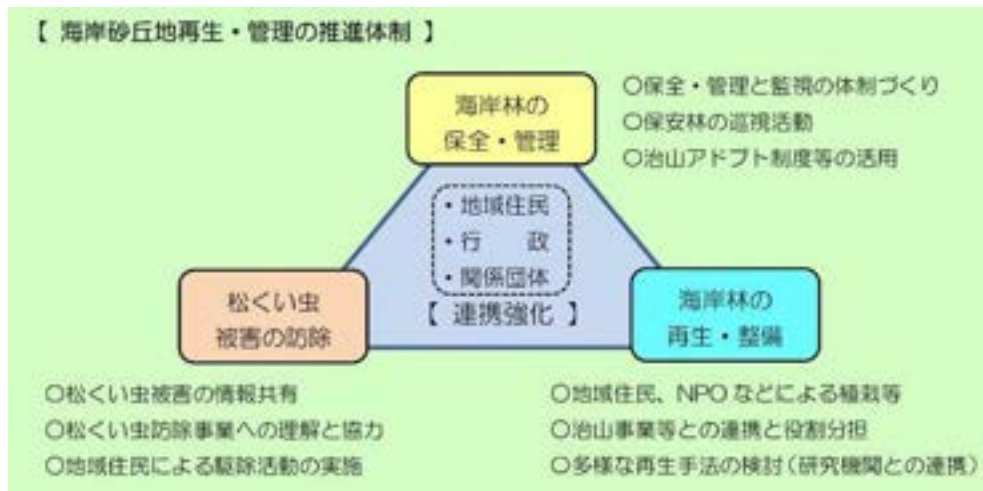 【 海岸砂丘地再生・管理の推進体制 】
海岸林の
保全・管理
○保全・管理と監視の体制づくり
○保安林の巡視活動
○治山アドプト制度等の活用
・地域住民
・行　　政
・関係団体
【 連携強化 】
松くい虫
被害の防除
海岸林の
再生・整備
○松くい虫被害の情報共有
○松くい虫防除事業への理解と協力
○地域住民による駆除活動の実施
○地域住民、NPO などによる植栽等
○治山事業等との連携と役割分担
○多様な再生手法の検討（研究機関との連携）